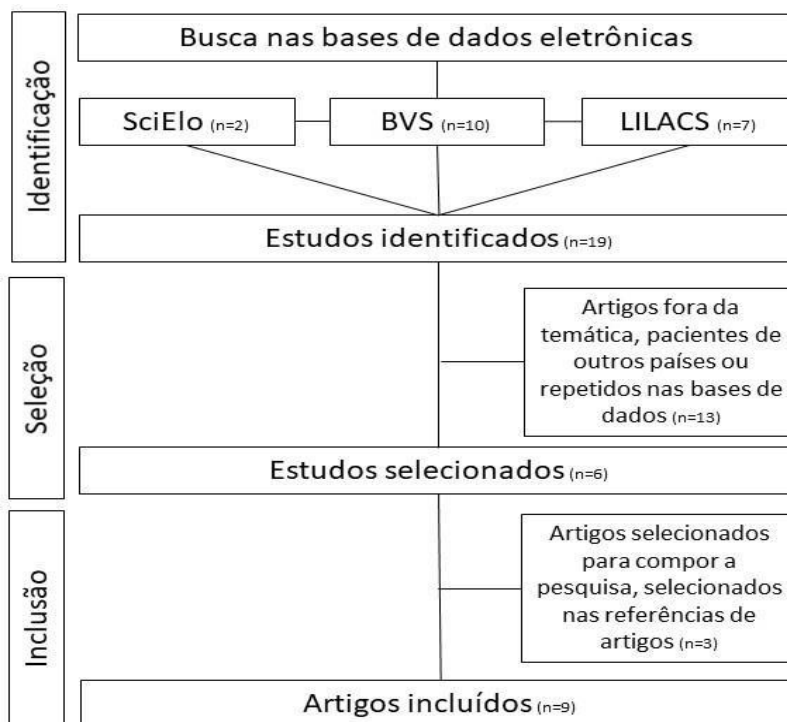 Identificação
Busca nas bases de dados eletrônicas
SciElo (n=2)
BVS (n=10)
LILACS (n=7)
Estudos identificados (n=19)
Seleção
Artigos fora da
temática, pacientes de
outros países ou
repetidos nas bases de
dados (n=13)
Estudos selecionados (n=6)
Inclusão
Artigos selecionados
para compor a
pesquisa, selecionados
nas referências de
artigos (n=3)
Artigos incluídos (n=9)